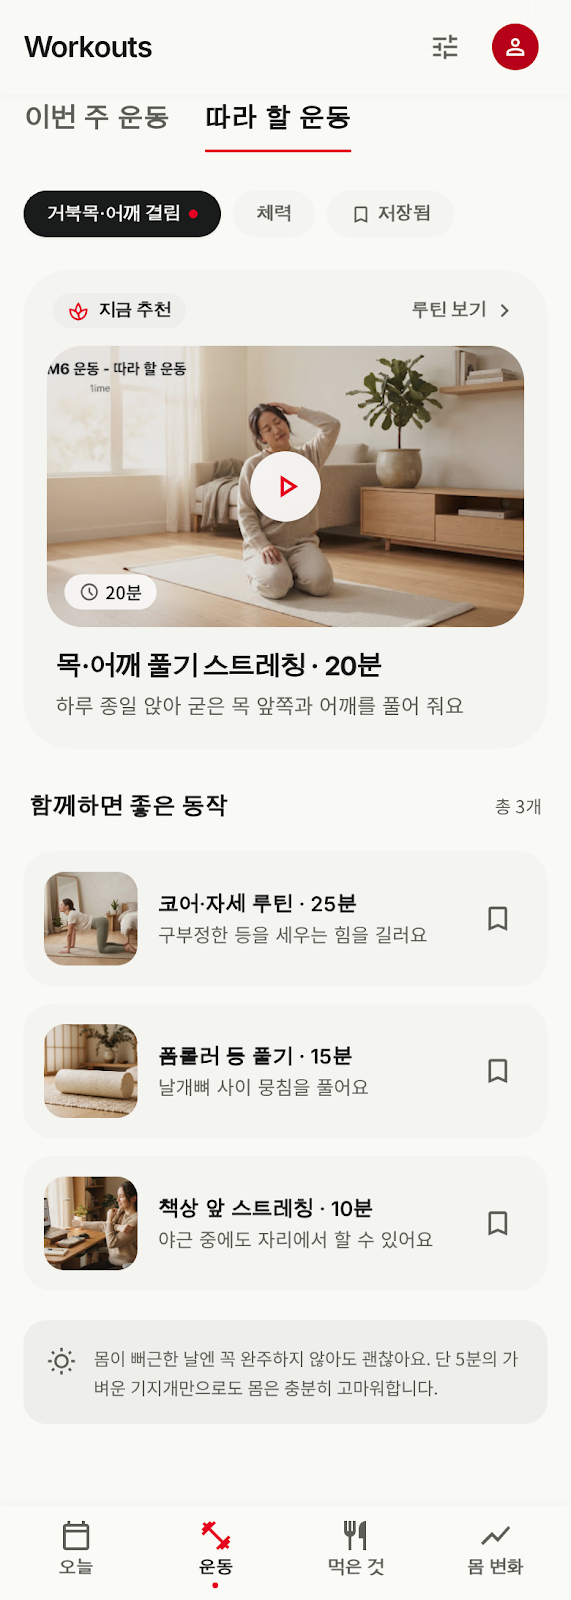 Workouts
이번 주 운동
따라 할 운동
거북목·어깨 결림
체력
저장됨
지금 추천
루틴 보기
M6 운동 - 따라 할 운동
1ime
20분
목·어깨 풀기 스트레칭 · 20분
하루 종일 앉아 굳은 목 앞쪽과 어깨를 풀어 줘요
함께하면 좋은 동작
총 3개
코어·자세 루틴 · 25분
구부정한 등을 세우는 힘을 길러요
폼롤러 등 풀기 · 15분
날개뼈 사이 뭉침을 풀어요
책상 앞 스트레칭 · 10분
야근 중에도 자리에서 할 수 있어요
몸이 뻐근한 날엔 꼭 완주하지 않아도 괜찮아요. 단 5분의 가
벼운 기지개만으로도 몸은 충분히 고마워합니다.
오늘
운동
먹은 것
몸 변화